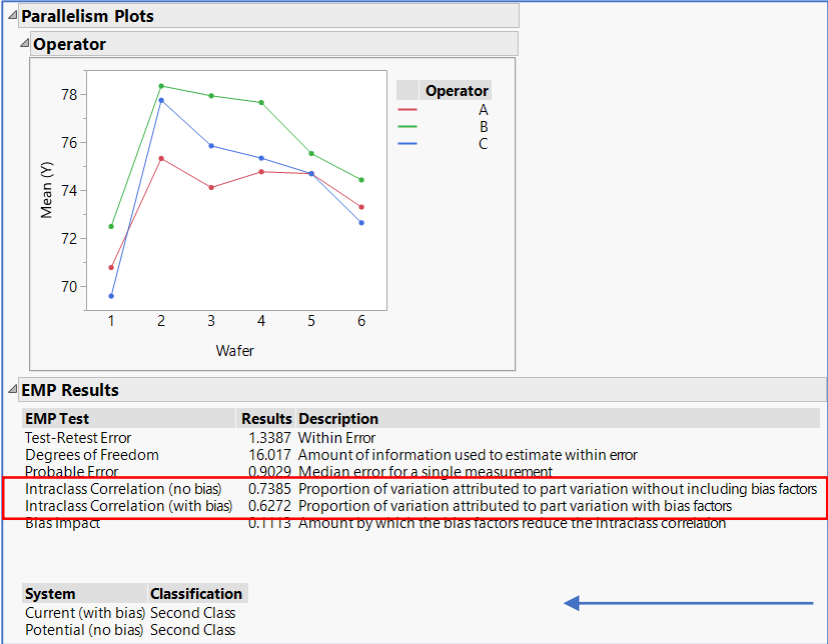 Parallelism Plots
Operator
78
76
74
72
70
Mean (Y)
1 2 3 4 5 6
Wafer
Operator
A
B
C
EMP Results
EMP Test Results Description
Test-Retest Error 1.3387 Within Error
Degrees of Freedom 16.017 Amount of information used to estimate within error
Probable Error 0.9029 Median error for a single measurement
Intraclass Correlation (no bias) 0.7385 Proportion of variation attributed to part variation without including bias factors
Intraclass Correlation (with bias) 0.6272 Proportion of variation attributed to part variation with bias factors
Bias Impact 0.1113 Amount by which the bias factors reduce the intraclass correlation
System Classification
Current (with bias) Second Class
Potential (no bias) Second Class